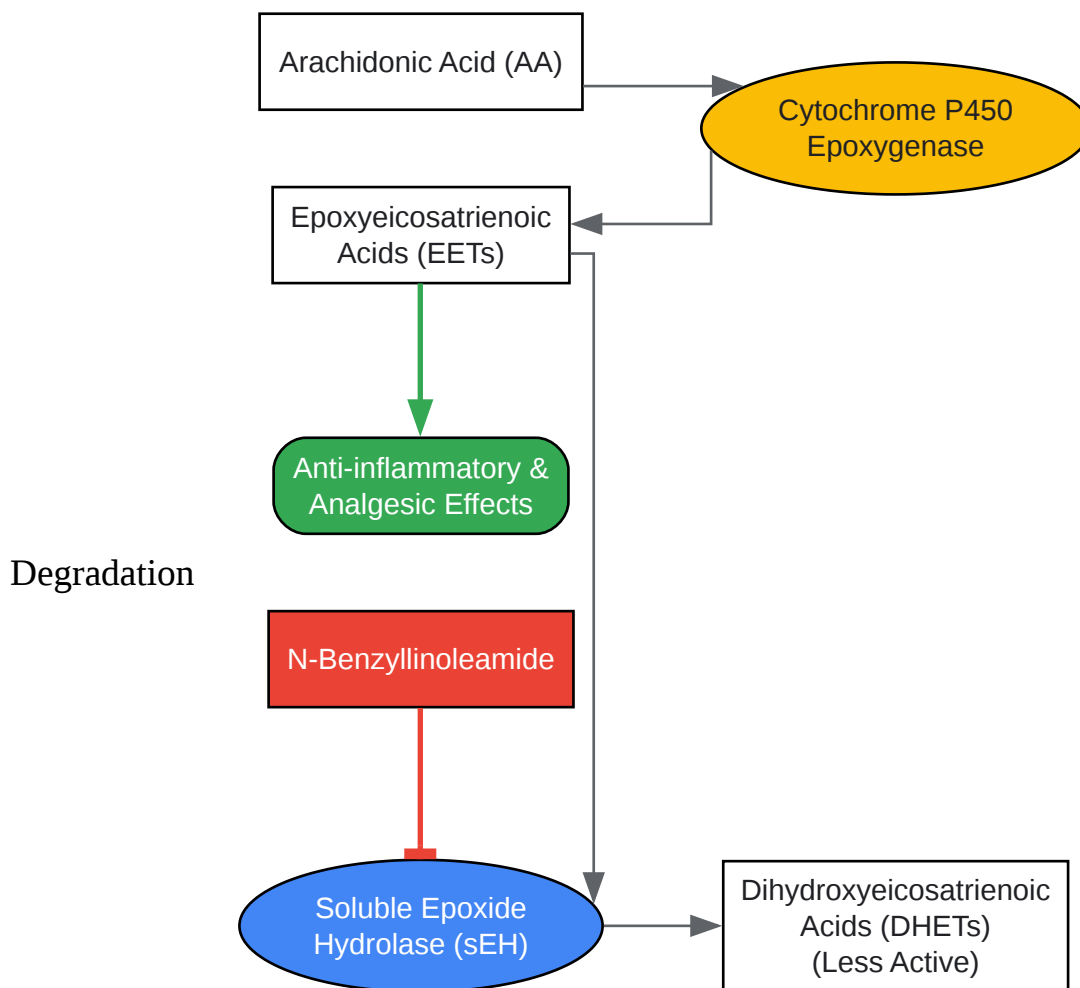 Arachidonic Acid (AA)
Cytochrome P450
Epoxygenase
Epoxyeicosatrienoic
Acids (EETs)
Anti-inflammatory &
Analgesic Effects
Degradation
N-Benzyllinoleamide
Soluble Epoxide
Hydrolase (sEH)
Dihydroxyeicosatrienoic
Acids (DHETs)
(Less Active)